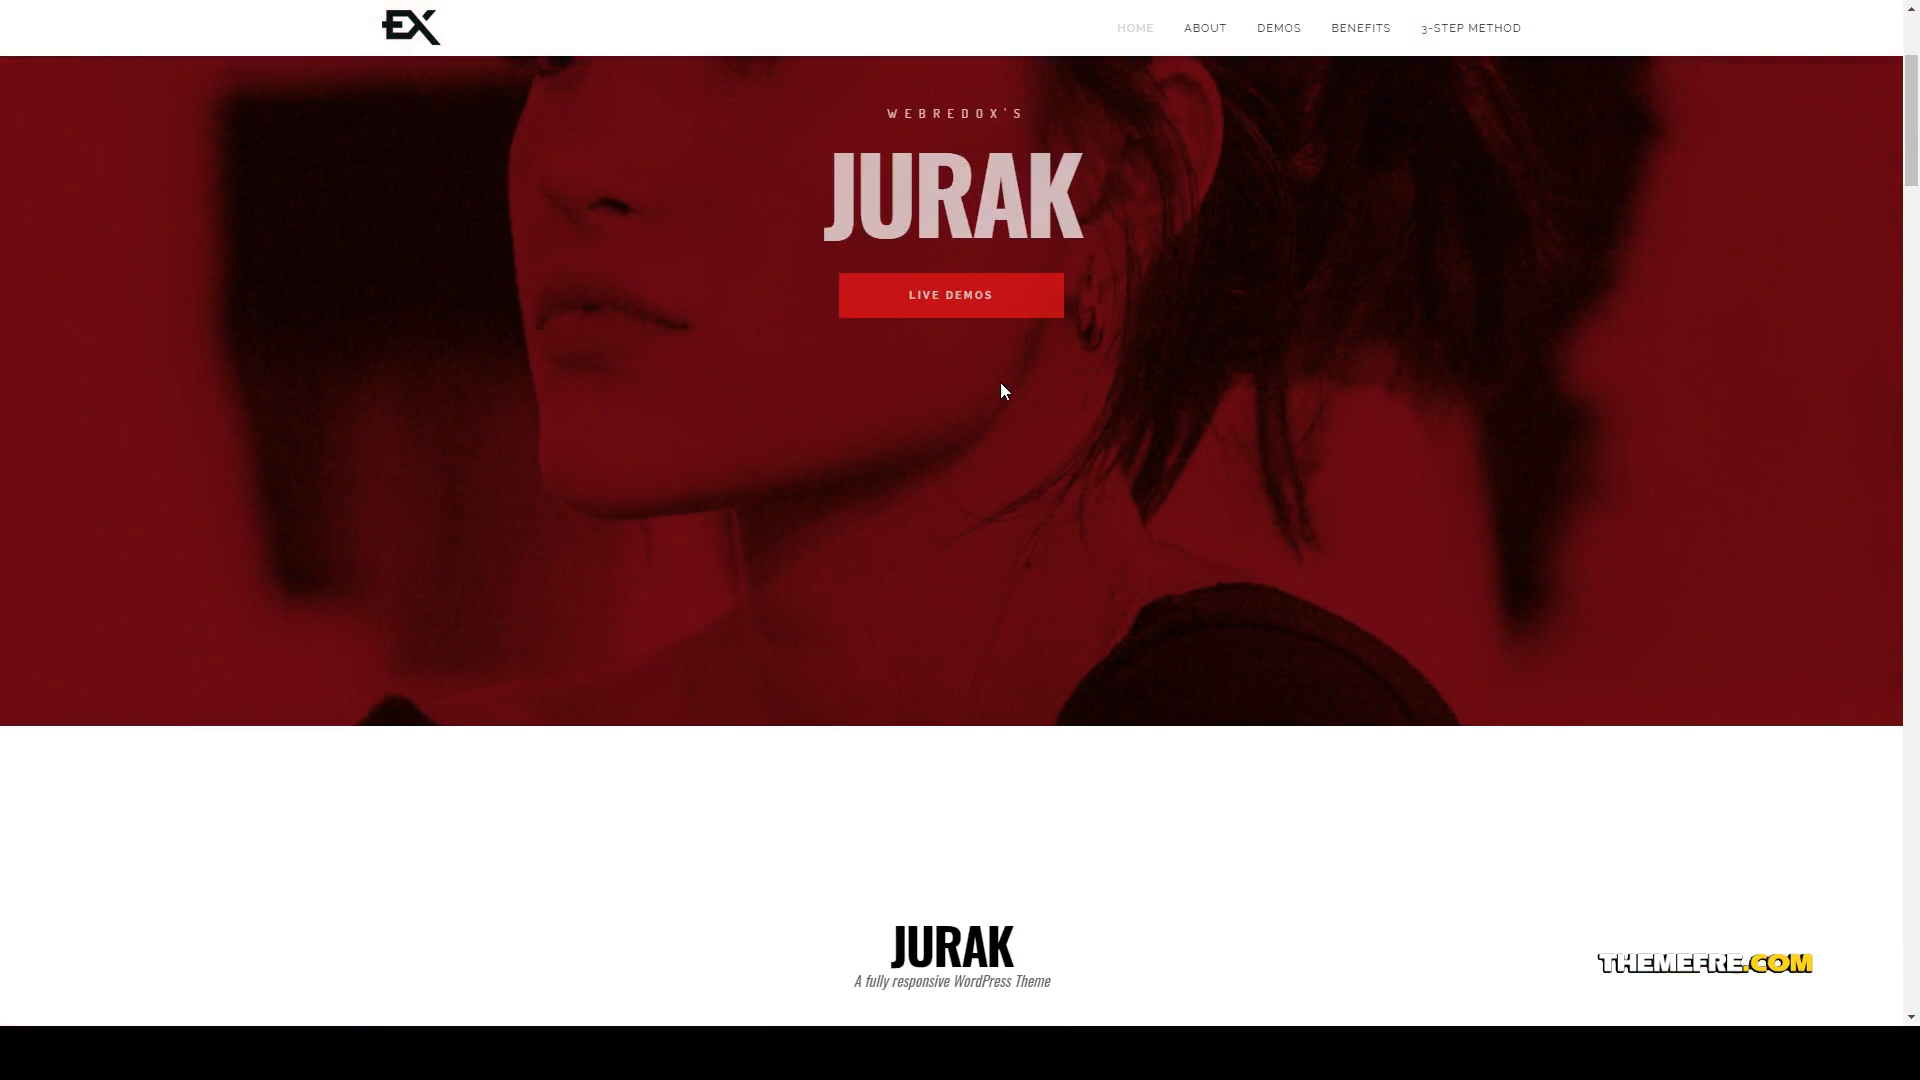 EX
HOME ABOUT DEMOS BENEFITS 3-STEP METHOD
WEBREDOX'S
JURAK
LIVE DEMOS
JURAK
A fully responsive WordPress Theme
THEMEFRE.COM